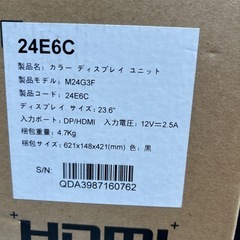 24E6C
製品名：カラー ディスプレイ ユニット
製品モデル：M24G3F
製品コード：24E6C
ディスプレイ サイズ：23.6"
入力ポート：DP/HDMI 入力電圧：12V⎓2.5A
梱包重量：4.7Kg
梱包サイズ：621x148x421(mm) 色：黒
S/N:
QDA3987160762
HDMI